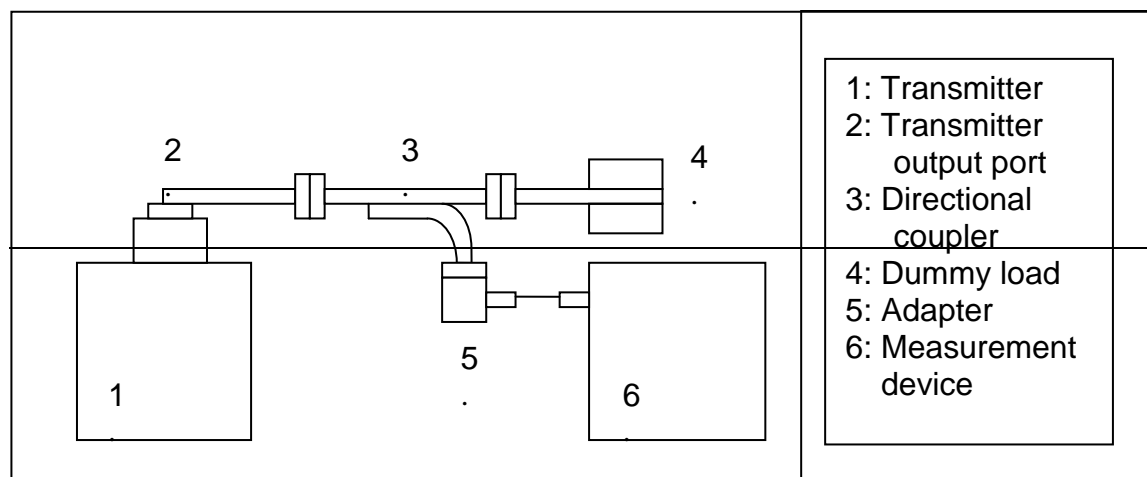 2
3
4
5
1
6
1: Transmitter
2: Transmitter
output port
3: Directional
coupler
4: Dummy load
5: Adapter
6: Measurement
device